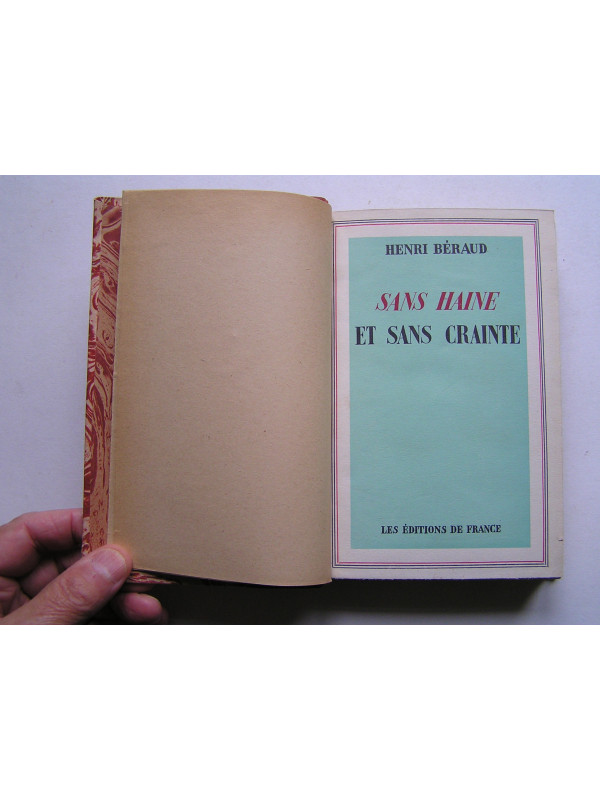 HENRI BÉRAUD
SANS HAINE
ET SANS CRAINTE
LES ÉDITIONS DE FRANCE